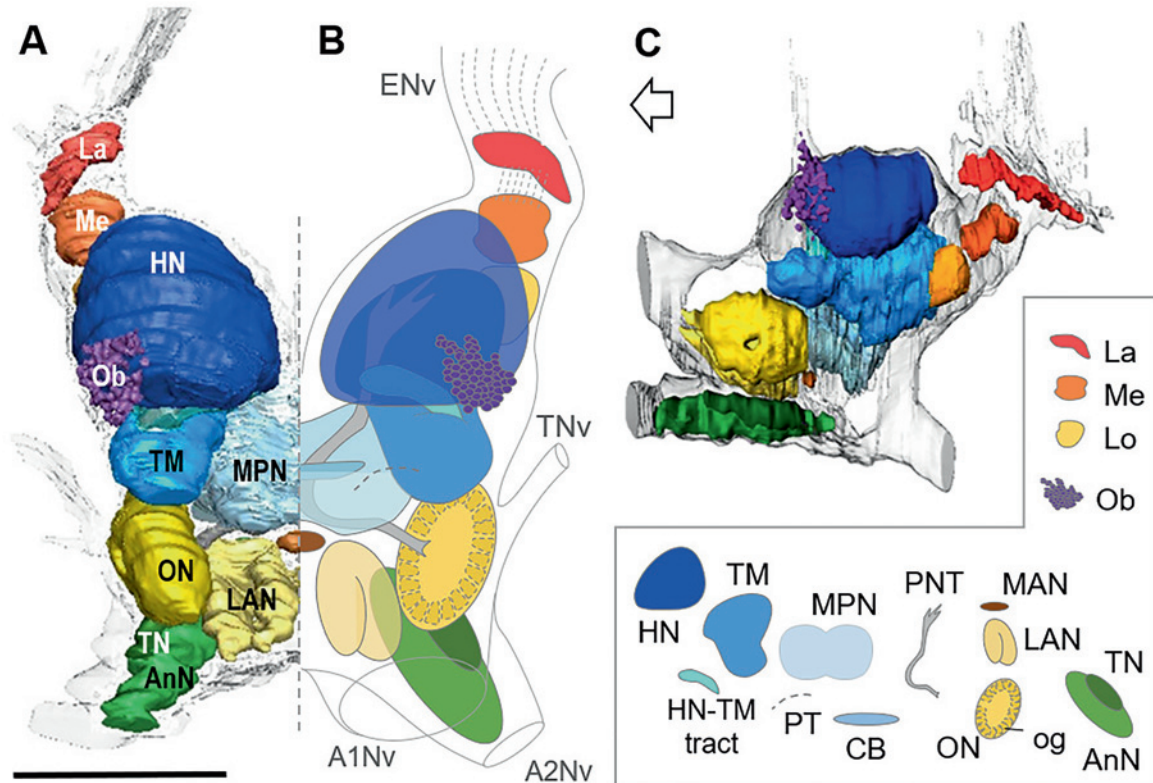 A
B
C
La
Me
HN
Ob
TM
MPN
ON
LAN
TN
AnN
ENv
TNv
A1Nv
A2Nv
La
Me
Lo
Ob
HN
TM
MPN
PNT
MAN
LAN
TN
HN-TM
tract
PT
CB
ON
og
AnN